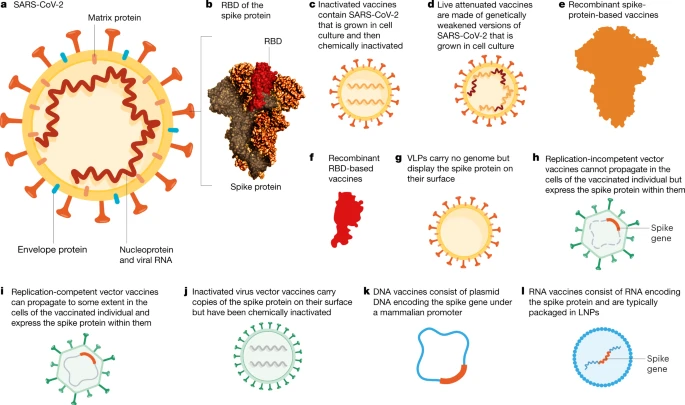 a SARS-CoV-2
Matrix protein
Envelope protein
Nucleoprotein
and viral RNA
b RBD of the
spike protein
RBD
Spike protein
c Inactivated vaccines
contain SARS-CoV-2
that is grown in cell
culture and then
chemically inactivated
d Live attenuated vaccines
are made of genetically
weakened versions of
SARS-CoV-2 that is
grown in cell culture
e Recombinant spike-
protein-based vaccines
f Recombinant
RBD-based
vaccines
g VLPs carry no genome but
display the spike protein on
their surface
h Replication-incompetent vector
vaccines cannot propagate in the
cells of the vaccinated individual but
express the spike protein within them
Spike
gene
i Replication-competent vector vaccines
can propagate to some extent in the
cells of the vaccinated individual and
express the spike protein within them
j Inactivated virus vector vaccines carry
copies of the spike protein on their surface
but have been chemically inactivated
k DNA vaccines consist of plasmid
DNA encoding the spike gene under
a mammalian promoter
l RNA vaccines consist of RNA encoding
the spike protein and are typically
packaged in LNPs
Spike
gene